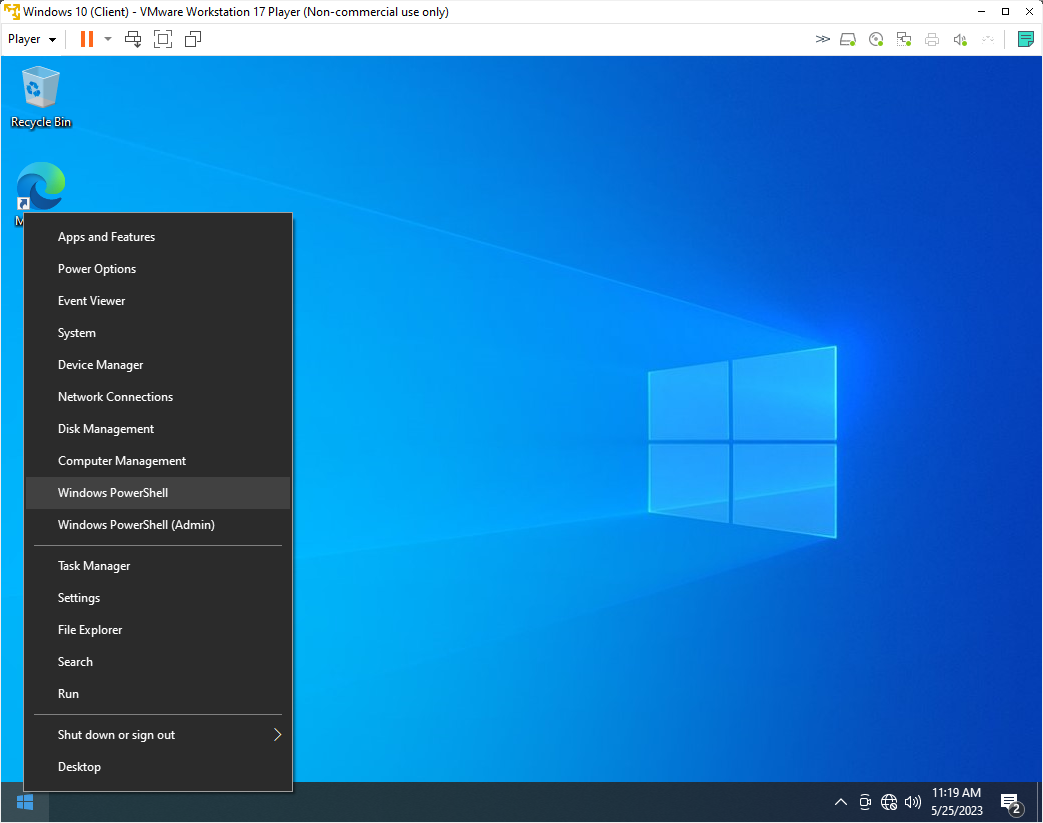 Windows 10 (Client) - VMware Workstation 17 Player (Non-commercial use only)
Player
Recycle Bin
M
Apps and Features
Power Options
Event Viewer
System
Device Manager
Network Connections
Disk Management
Computer Management
Windows PowerShell
Windows PowerShell (Admin)
Task Manager
Settings
File Explorer
Search
Run
Shut down or sign out
Desktop
11:19 AM
5/25/2023
2